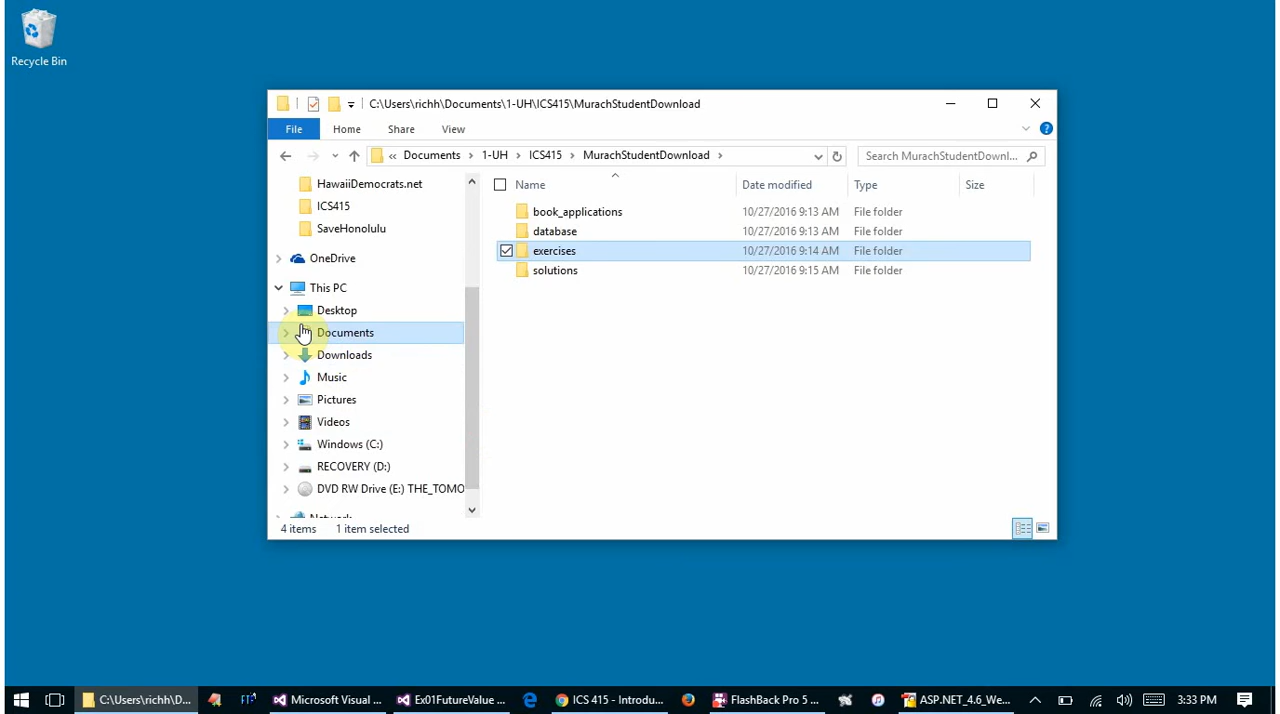 Recycle Bin
C:\Users\richh\Documents\1-UH\ICS415\MurachStudentDownload
File Home Share View
« Documents > 1-UH > ICS415 > MurachStudentDownload > Search MurachStudentDownl...
HawaiiDemocrats.net
ICS415
SaveHonolulu
OneDrive
This PC
Desktop
Documents
Downloads
Music
Pictures
Videos
Windows (C:)
RECOVERY (D:)
DVD RW Drive (E:) THE_TOMO
Network
Name Date modified Type Size
book_applications 10/27/2016 9:13 AM File folder
database 10/27/2016 9:13 AM File folder
exercises 10/27/2016 9:14 AM File folder
solutions 10/27/2016 9:15 AM File folder
4 items 1 item selected
C:\Users\richh\D... Microsoft Visual ... Ex01FutureValue ... ICS 415 - Introdu... FlashBack Pro 5 ... ASP.NET_4.6_We... 3:33 PM